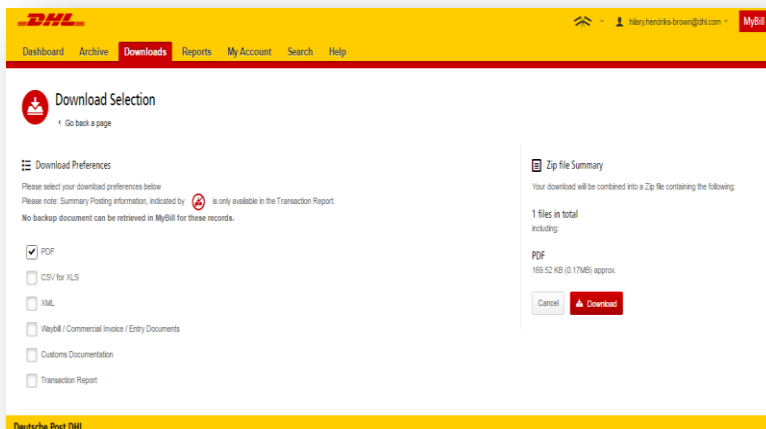 DHL
hilary.hendriks-brown@dhl.com
MyBill
Dashboard Archive Downloads Reports My Account Search Help
Download Selection
Go back a page
Download Preferences
Please select your download preferences below
Please note: Summary Posting information, indicated by is only available in the Transaction Report.
No backup document can be retrieved in MyBill for these records.
PDF
CSV for XLS
XML
Waybill / Commercial Invoice / Entry Documents
Customs Documentation
Transaction Report
Zip file Summary
Your download will be combined into a Zip file containing the following:
1 files in total
including:
PDF
169.52 KB (0.17MB) approx.
Cancel Download
Deutsche Post DHL